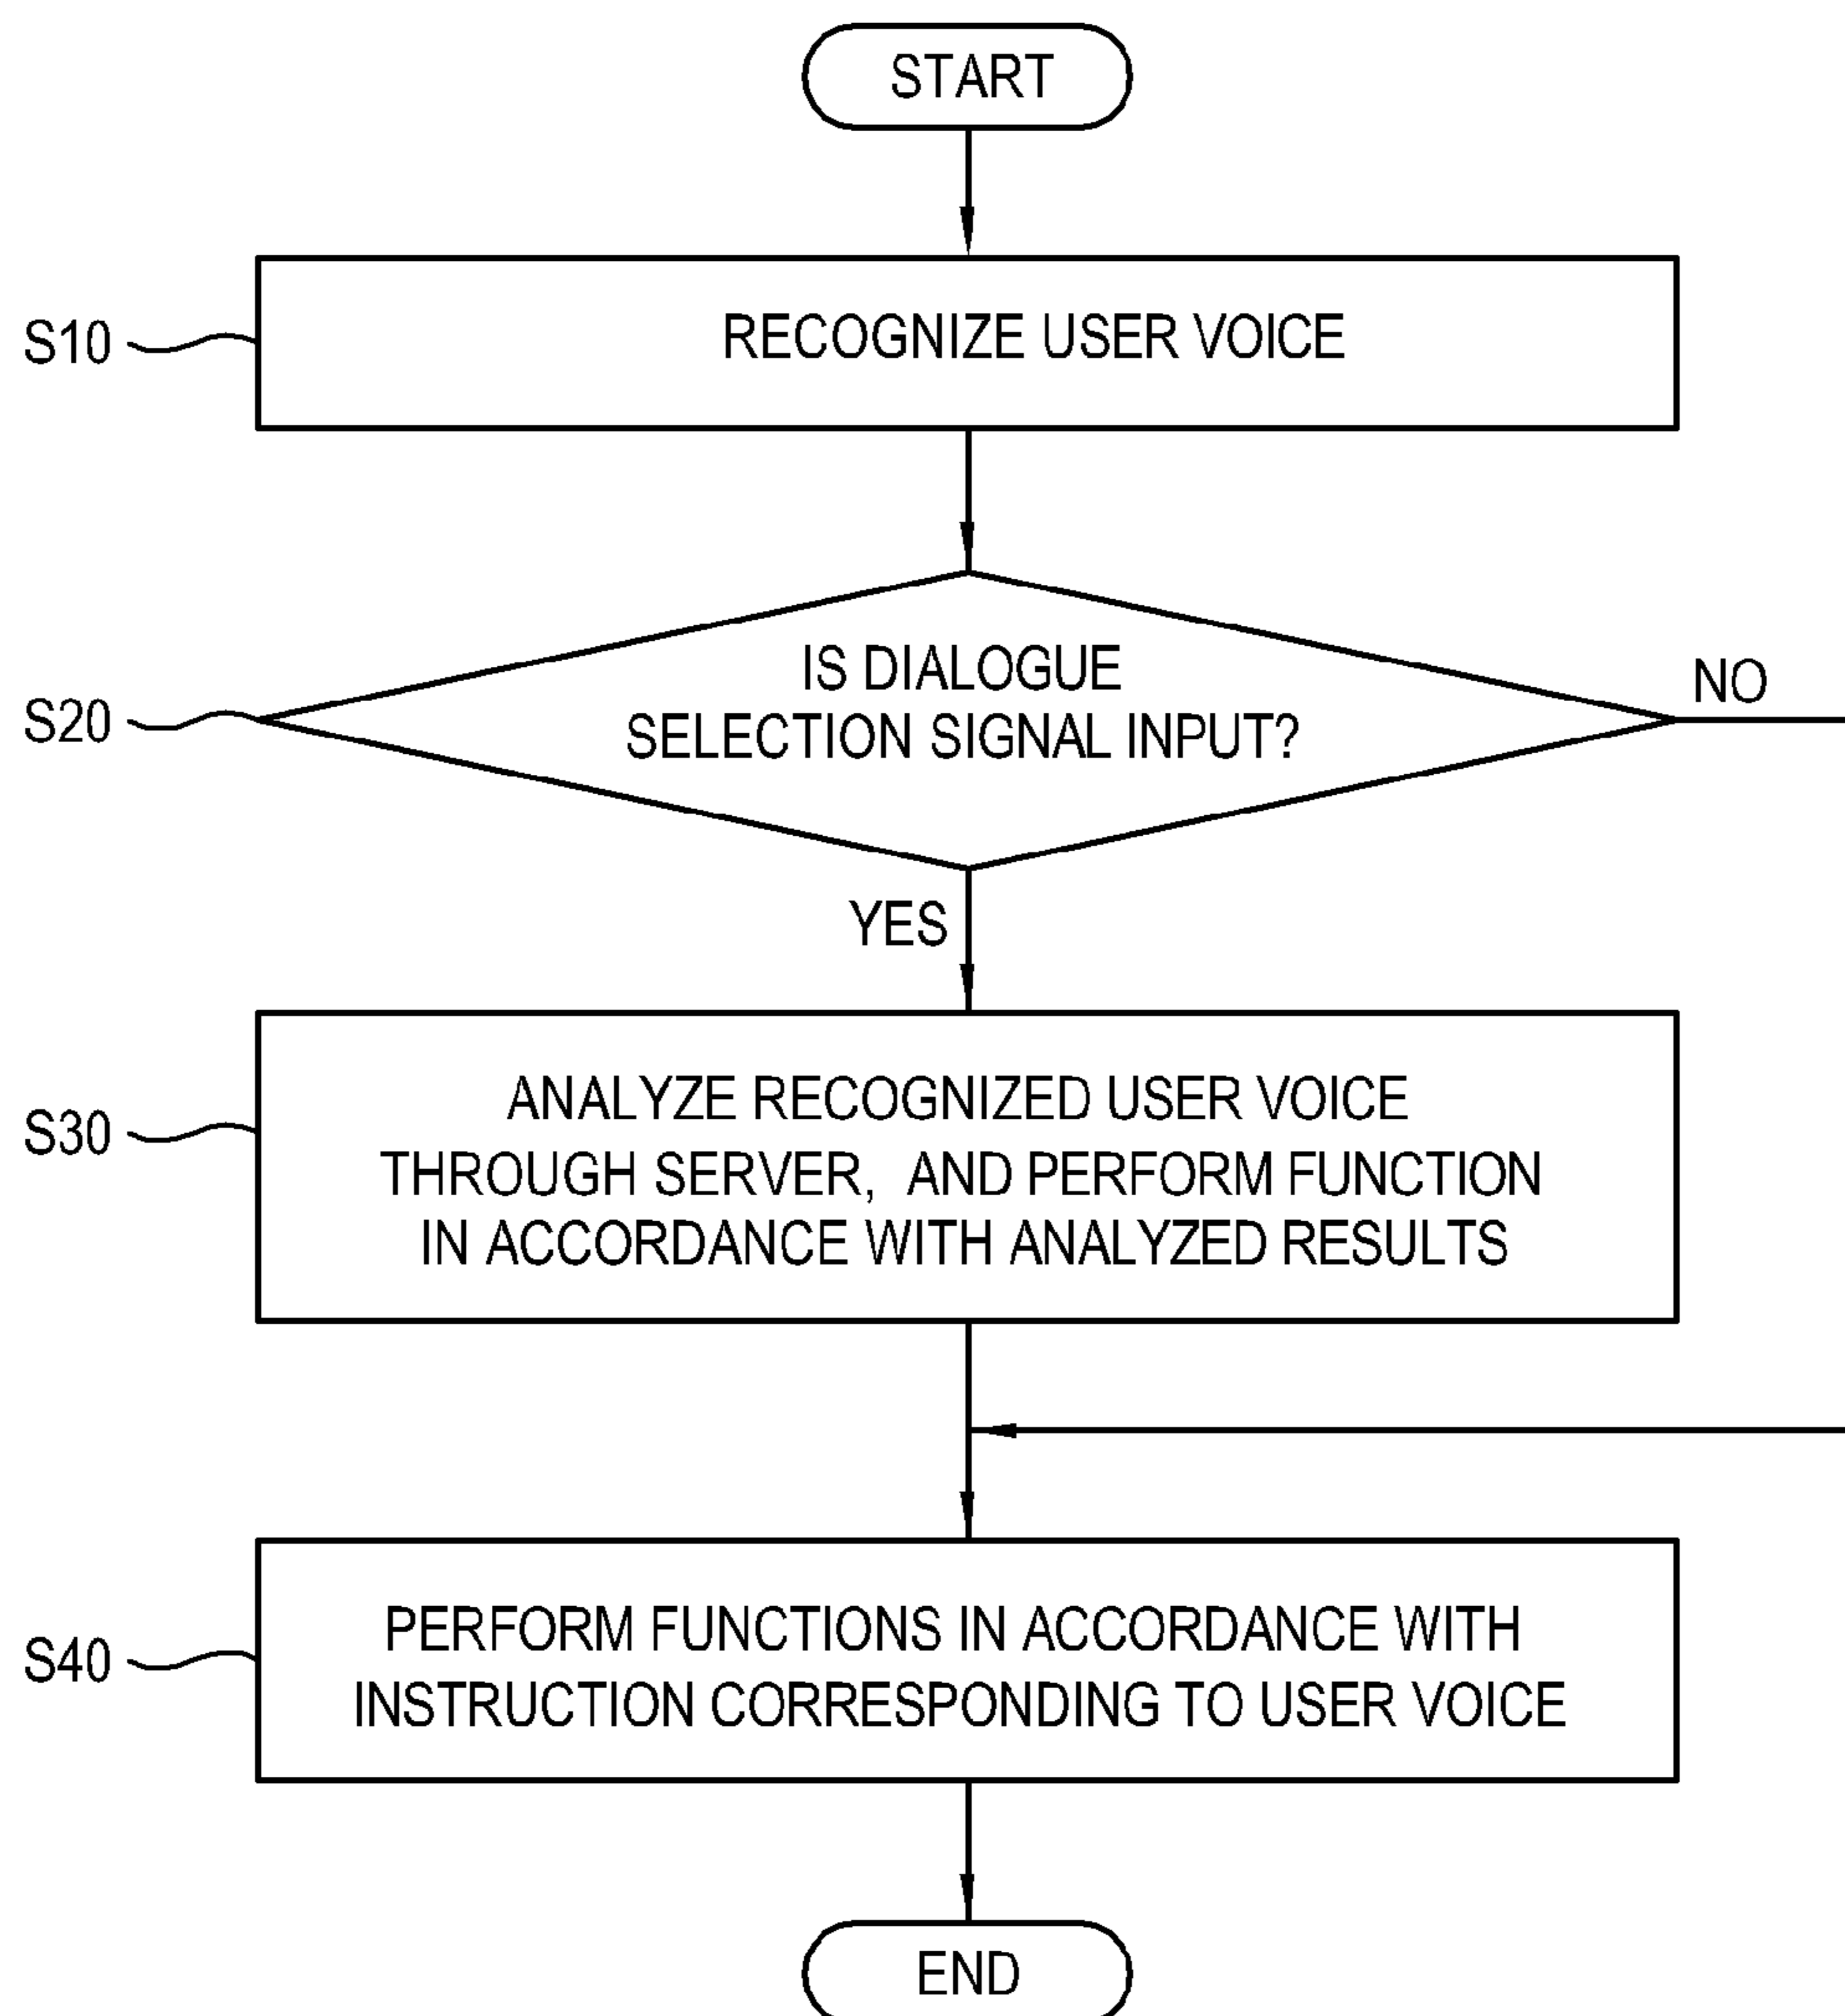 START
S10
RECOGNIZE USER VOICE
S20
IS DIALOGUE
SELECTION SIGNAL INPUT?
NO
YES
S30
ANALYZE RECOGNIZED USER VOICE
THROUGH SERVER, AND PERFORM FUNCTION
IN ACCORDANCE WITH ANALYZED RESULTS
S40
PERFORM FUNCTIONS IN ACCORDANCE WITH
INSTRUCTION CORRESPONDING TO USER VOICE
END